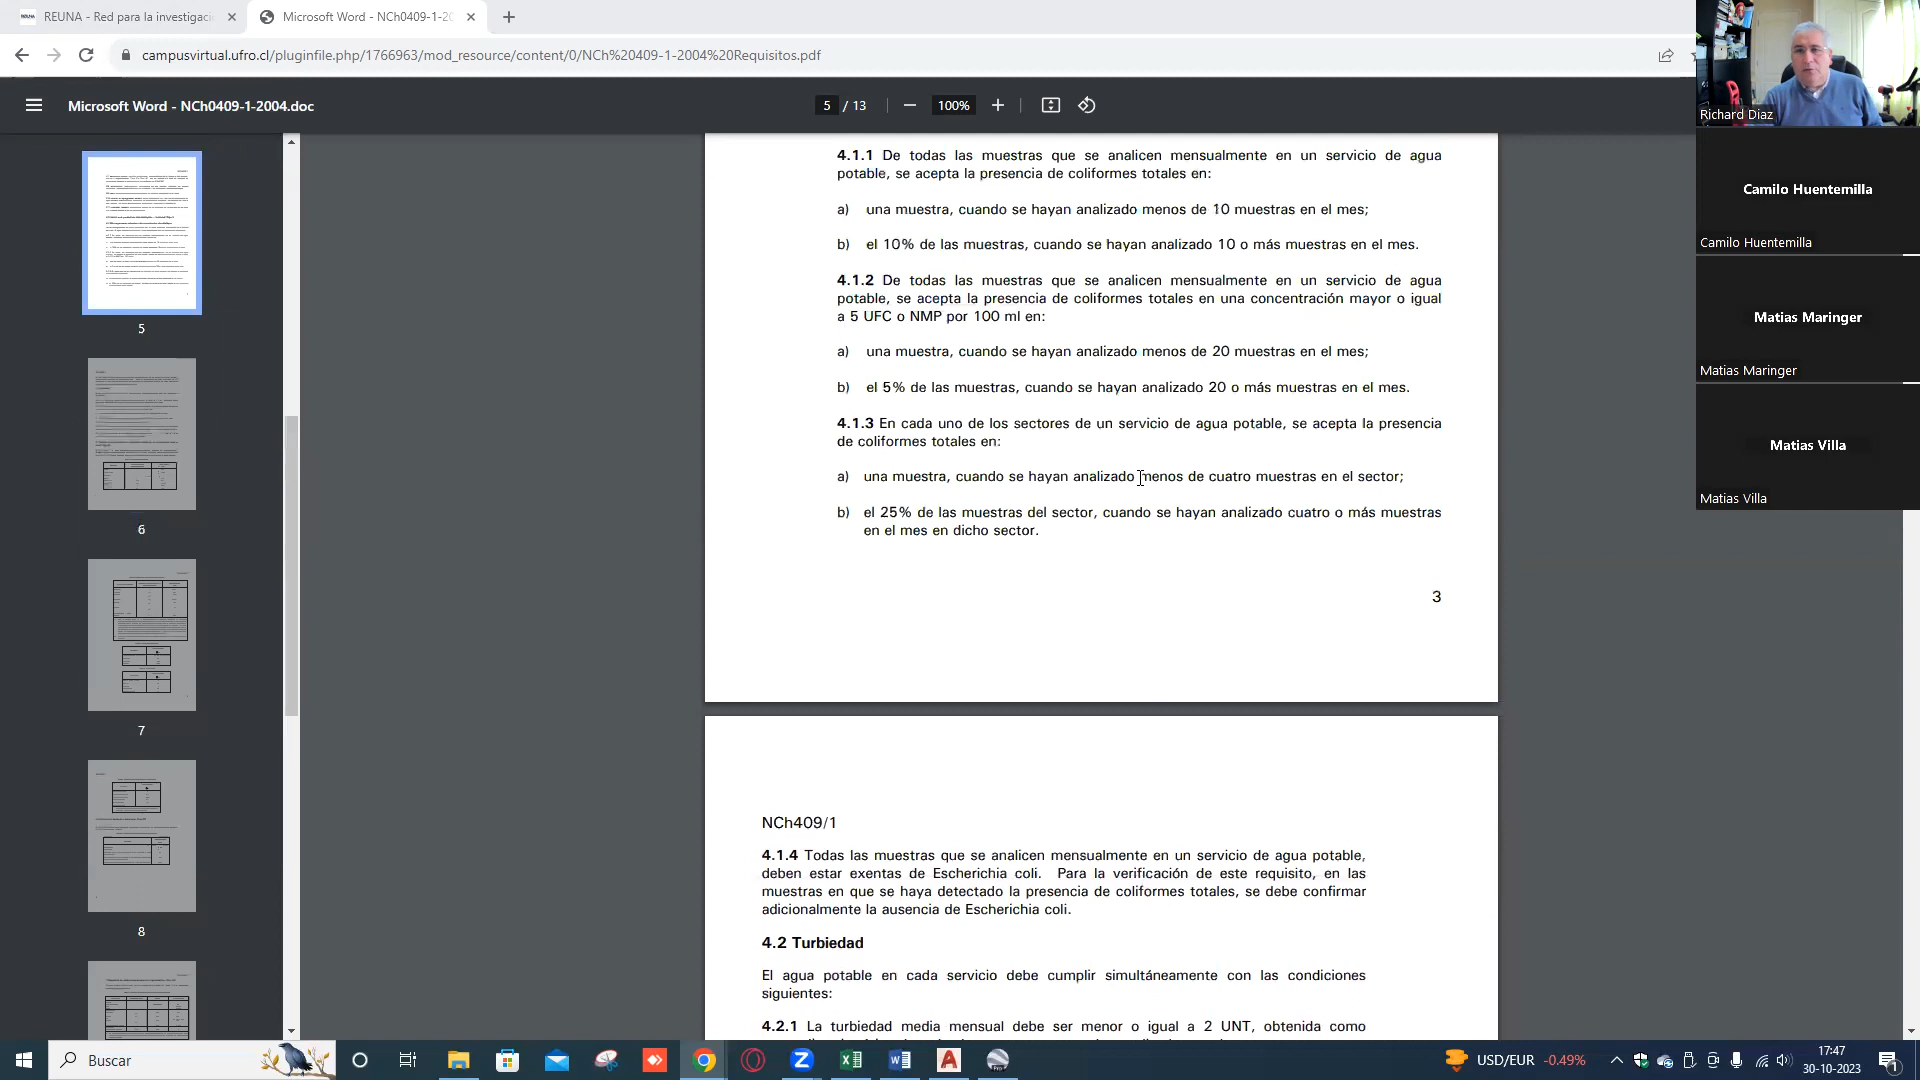 REUNA - Red para la investigaci
Microsoft Word - NCh0409-1-20
campusvirtual.ufro.cl/pluginfile.php/1766963/mod_resource/content/0/NCh%20409-1-2004%20Requisitos.pdf
Microsoft Word - NCh0409-1-2004.doc
5 / 13
100%
5
6
7
8
4.1.1 De todas las muestras que se analicen mensualmente en un servicio de agua
potable, se acepta la presencia de coliformes totales en:
a) una muestra, cuando se hayan analizado menos de 10 muestras en el mes;
b) el 10% de las muestras, cuando se hayan analizado 10 o más muestras en el mes.
4.1.2 De todas las muestras que se analicen mensualmente en un servicio de agua
potable, se acepta la presencia de coliformes totales en una concentración mayor o igual
a 5 UFC o NMP por 100 ml en:
a) una muestra, cuando se hayan analizado menos de 20 muestras en el mes;
b) el 5% de las muestras, cuando se hayan analizado 20 o más muestras en el mes.
4.1.3 En cada uno de los sectores de un servicio de agua potable, se acepta la presencia
de coliformes totales en:
a) una muestra, cuando se hayan analizado menos de cuatro muestras en el sector;
b) el 25% de las muestras del sector, cuando se hayan analizado cuatro o más muestras
en el mes en dicho sector.
3
NCh409/1
4.1.4 Todas las muestras que se analicen mensualmente en un servicio de agua potable,
deben estar exentas de Escherichia coli. Para la verificación de este requisito, en las
muestras en que se haya detectado la presencia de coliformes totales, se debe confirmar
adicionalmente la ausencia de Escherichia coli.
4.2 Turbiedad
El agua potable en cada servicio debe cumplir simultáneamente con las condiciones
siguientes:
4.2.1 La turbiedad media mensual debe ser menor o igual a 2 UNT, obtenida como
Richard Diaz
Camilo Huentemilla
Camilo Huentemilla
Matias Maringer
Matias Maringer
Matias Villa
Matias Villa
Buscar
USD/EUR -0.49%
17:47
30-10-2023
1